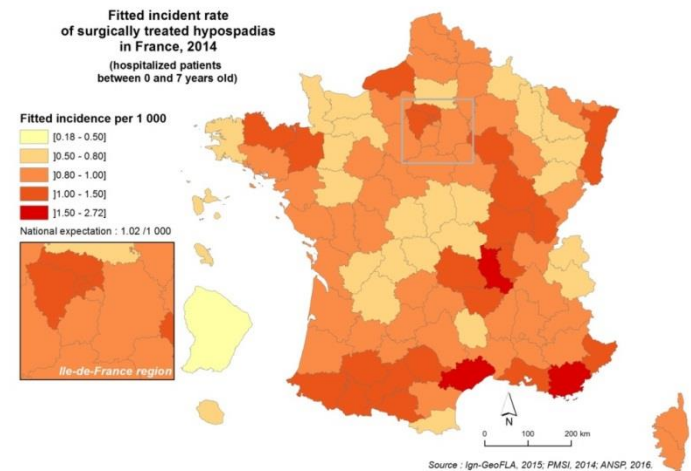 Fitted incident rate
of surgically treated hypospadias
in France, 2014
(hospitalized patients
between 0 and 7 years old)
Fitted incidence per 1 000
]0.18 - 0.50]
]0.50 - 0.80]
]0.80 - 1.00]
]1.00 - 1.50]
]1.50 - 2.72]
National expectation : 1.02 /1 000
Ile-de-France region
N
0 100 200 km
Source : Ign-GeoFLA, 2015; PMSI, 2014; ANSP, 2016.